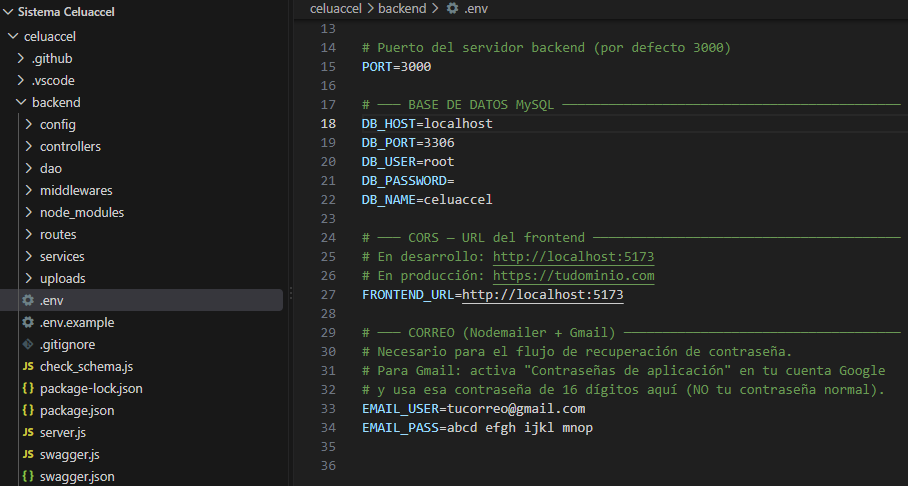 Sistema Celuaccel
celuaccel
.github
.vscode
backend
config
controllers
dao
middlewares
node_modules
routes
services
uploads
.env
.env.example
.gitignore
JS check_schema.js
{} package-lock.json
{} package.json
JS server.js
JS swagger.js
{} swagger.json
celuaccel > backend > .env
13
14 # Puerto del servidor backend (por defecto 3000)
15 PORT=3000
16
17 # ─── BASE DE DATOS MySQL ───────────────────────────────────────────
18 DB_HOST=localhost
19 DB_PORT=3306
20 DB_USER=root
21 DB_PASSWORD=
22 DB_NAME=celuaccel
23
24 # ─── CORS — URL del frontend ───────────────────────────────────────
25 # En desarrollo: http://localhost:5173
26 # En producción: https://tudominio.com
27 FRONTEND_URL=http://localhost:5173
28
29 # ─── CORREO (Nodemailer + Gmail) ───────────────────────────────────
30 # Necesario para el flujo de recuperación de contraseña.
31 # Para Gmail: activa "Contraseñas de aplicación" en tu cuenta Google
32 # y usa esa contraseña de 16 dígitos aquí (NO tu contraseña normal).
33 EMAIL_USER=tucorreo@gmail.com
34 EMAIL_PASS=abcd efgh ijkl mnop
35
36